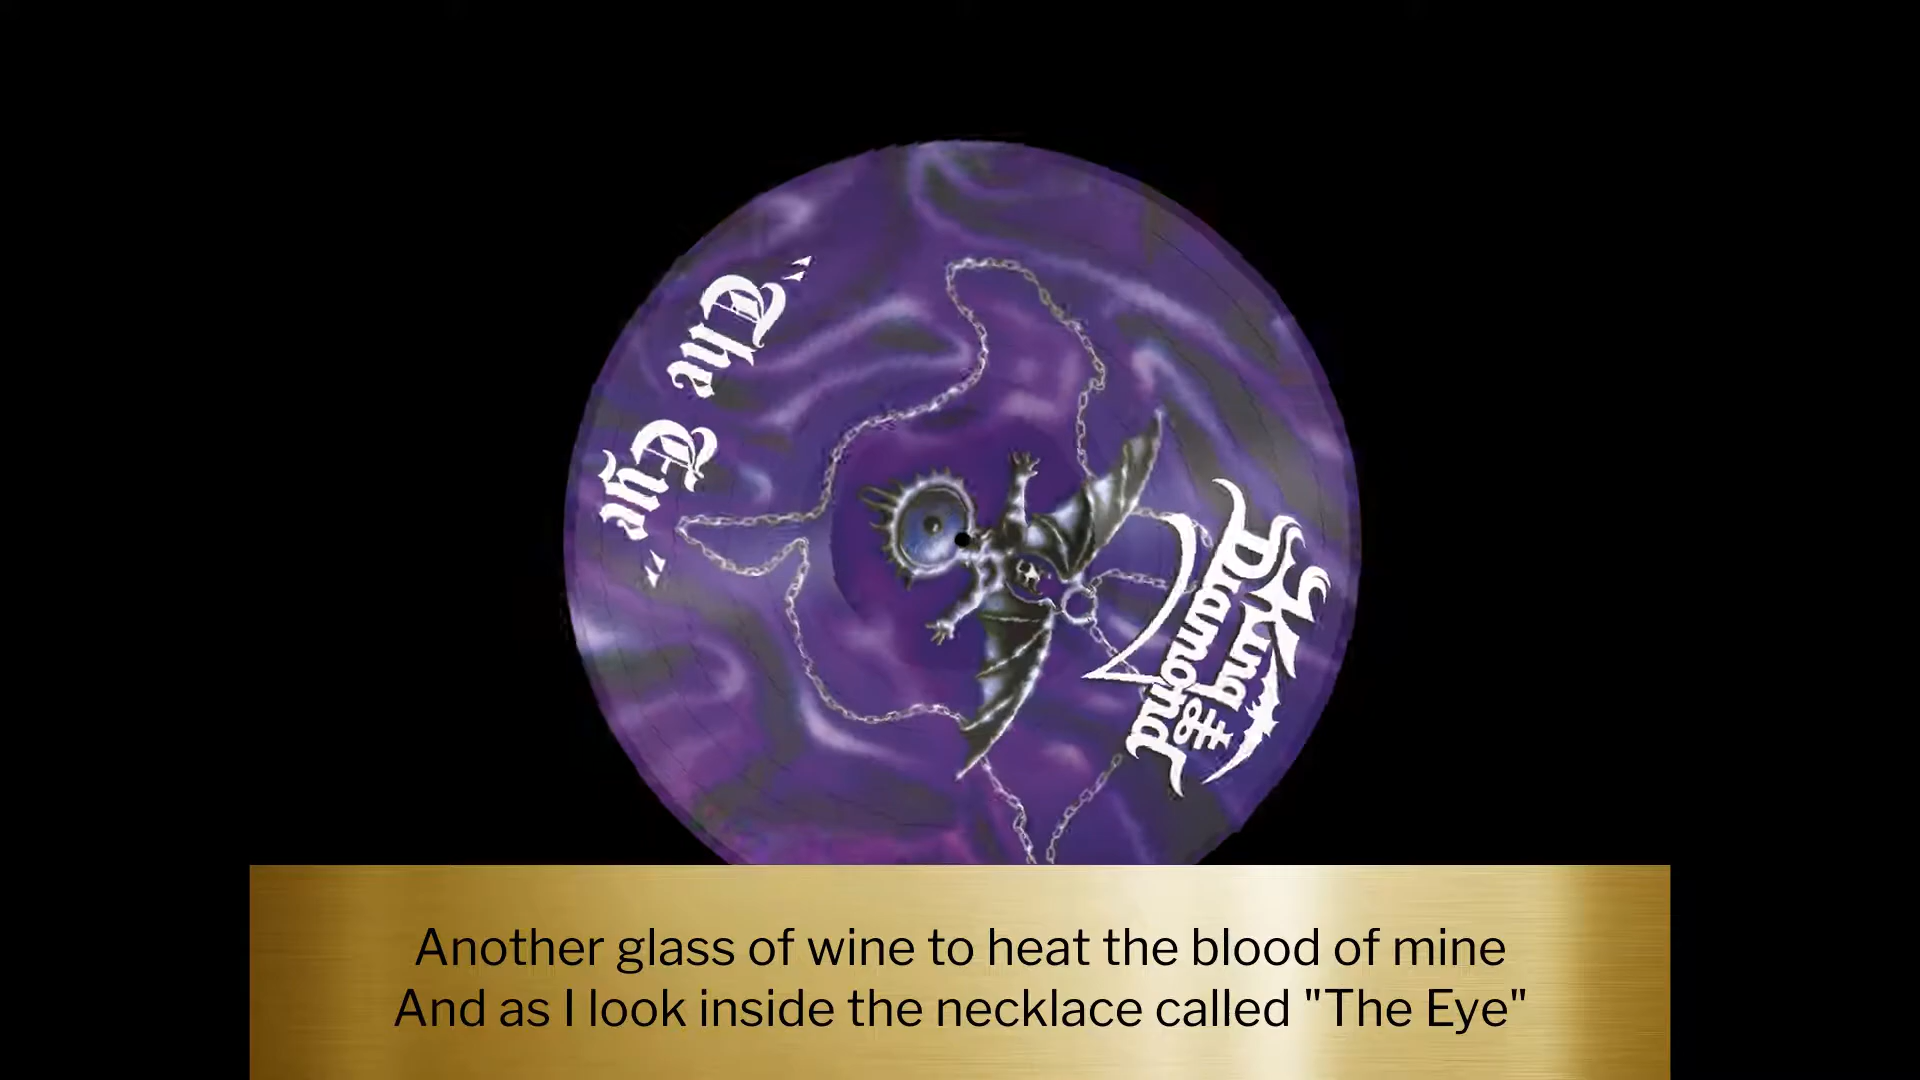 "The Eye"
King
Diamond
Another glass of wine to heat the blood of mine
And as I look inside the necklace called "The Eye"